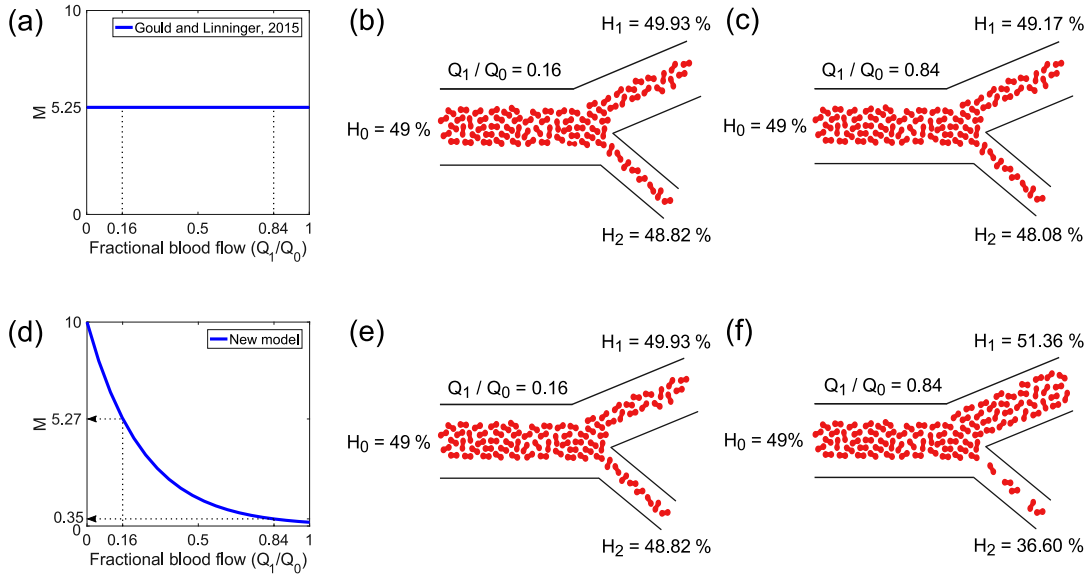 (a)
10
Gould and Linninger, 2015
M
5.25
0
0 0.16 0.5 0.84 1
Fractional blood flow (Q₁/Q₀)
(b)
H₁ = 49.93 %
Q₁ / Q₀ = 0.16
H₀ = 49 %
H₂ = 48.82 %
(c)
H₁ = 49.17 %
Q₁ / Q₀ = 0.84
H₀ = 49 %
H₂ = 48.08 %
(d)
10
New model
M
5.27
0.35
0
0 0.16 0.5 0.84 1
Fractional blood flow (Q₁/Q₀)
(e)
H₁ = 49.93 %
Q₁ / Q₀ = 0.16
H₀ = 49 %
H₂ = 48.82 %
(f)
H₁ = 51.36 %
Q₁ / Q₀ = 0.84
H₀ = 49%
H₂ = 36.60 %